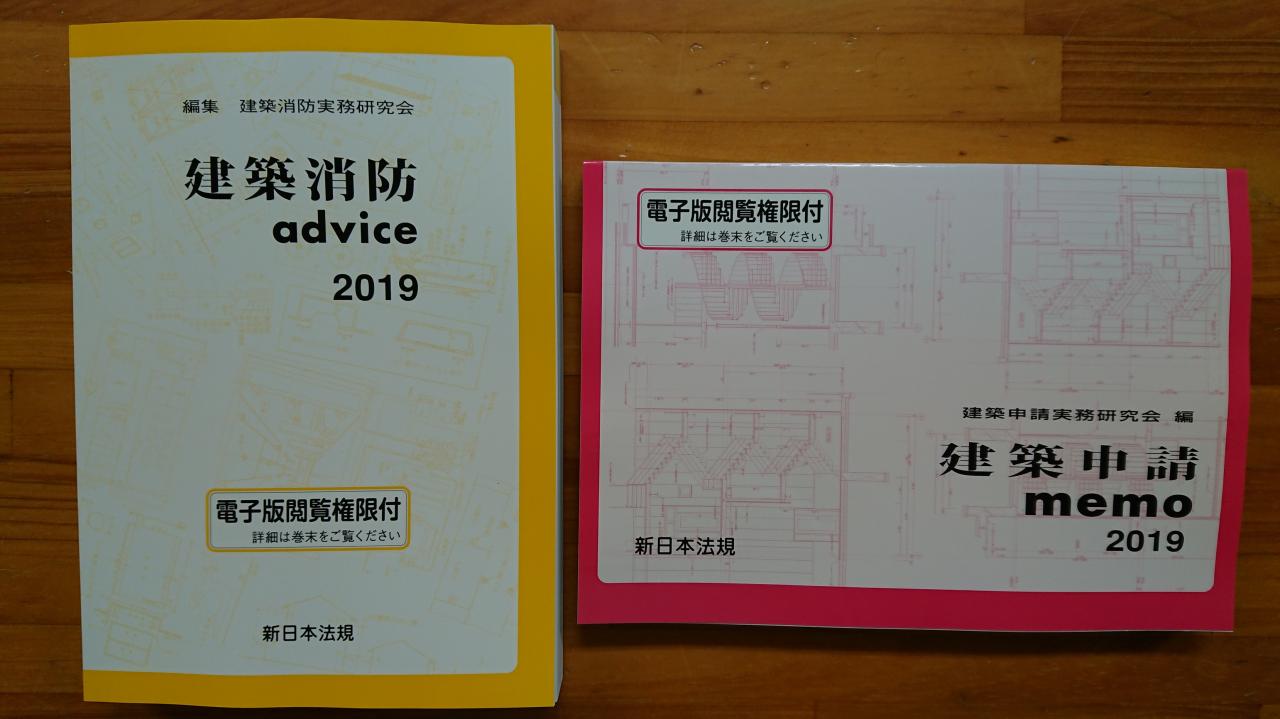 編集　建築消防実務研究会
建築消防
advice
2019
電子版閲覧権限付
詳細は巻末をご覧ください
新日本法規
電子版閲覧権限付
詳細は巻末をご覧ください
建築申請実務研究会 編
建築申請
memo
2019
新日本法規